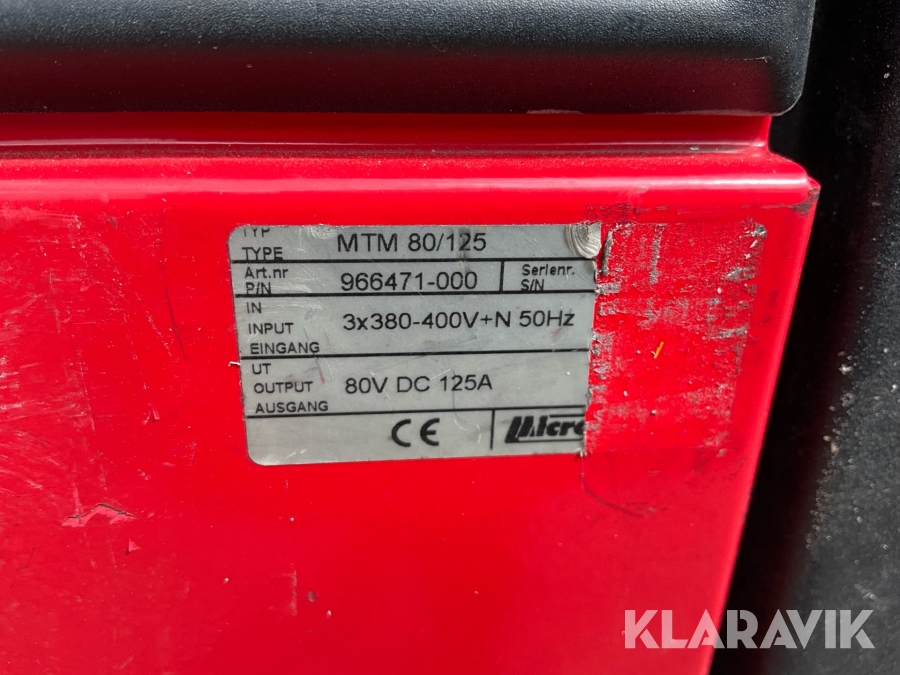 TYP
TYPE MTM 80/125
Art.nr
P/N 966471-000 Serienr.
S/N
IN
INPUT 3x380-400V+N 50Hz
EINGANG
UT
OUTPUT 80V DC 125A
AUSGANG
CE Micro
KLARAVIK